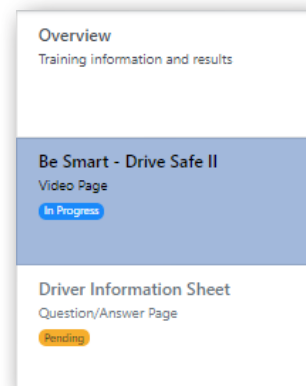 Overview
Training information and results
Be Smart - Drive Safe II
Video Page
In Progress
Driver Information Sheet
Question/Answer Page
Pending